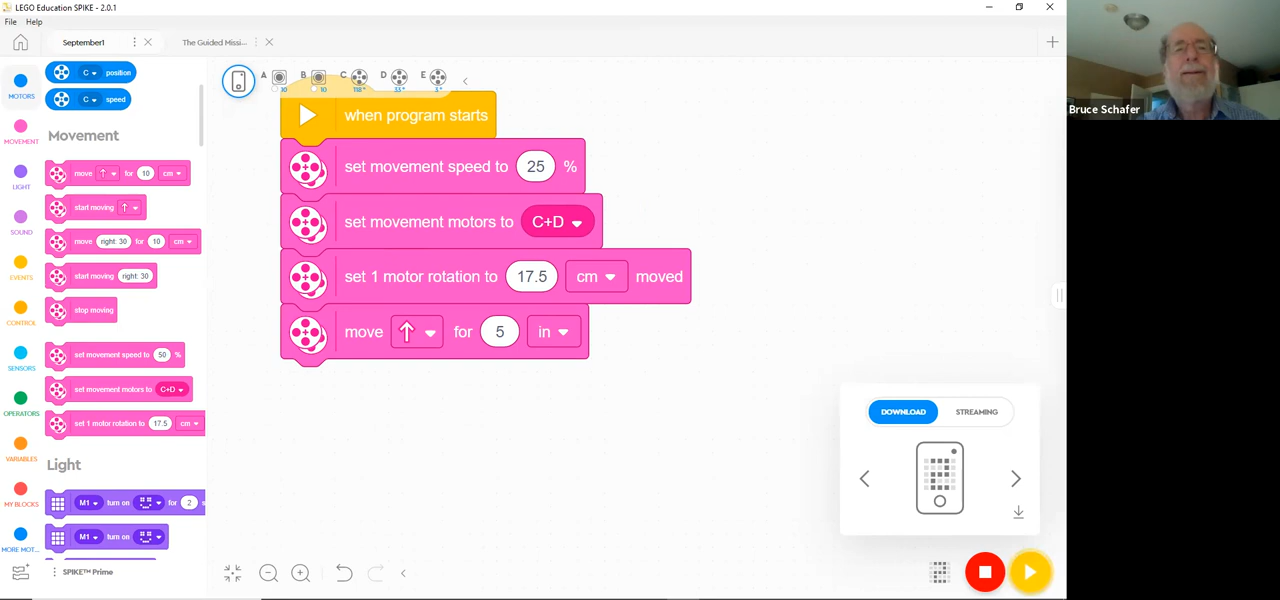 LEGO Education SPIKE - 2.0.1
File Help
September1
The Guided Missi...
MOTORS
MOVEMENT
LIGHT
SOUND
EVENTS
CONTROL
SENSORS
OPERATORS
VARIABLES
MY BLOCKS
MORE MOT...
C position
C speed
Movement
move for 10 cm
start moving
move right: 30 for 10 cm
start moving right: 30
stop moving
set movement speed to 50 %
set movement motors to C+D
set 1 motor rotation to 17.5 cm
Light
M1 turn on for 2 s
M1 turn on
SPIKE™ Prime
A B C D E
10 10 118° 33° 3°
when program starts
set movement speed to 25 %
set movement motors to C+D
set 1 motor rotation to 17.5 cm moved
move for 5 in
DOWNLOAD STREAMING
Bruce Schafer